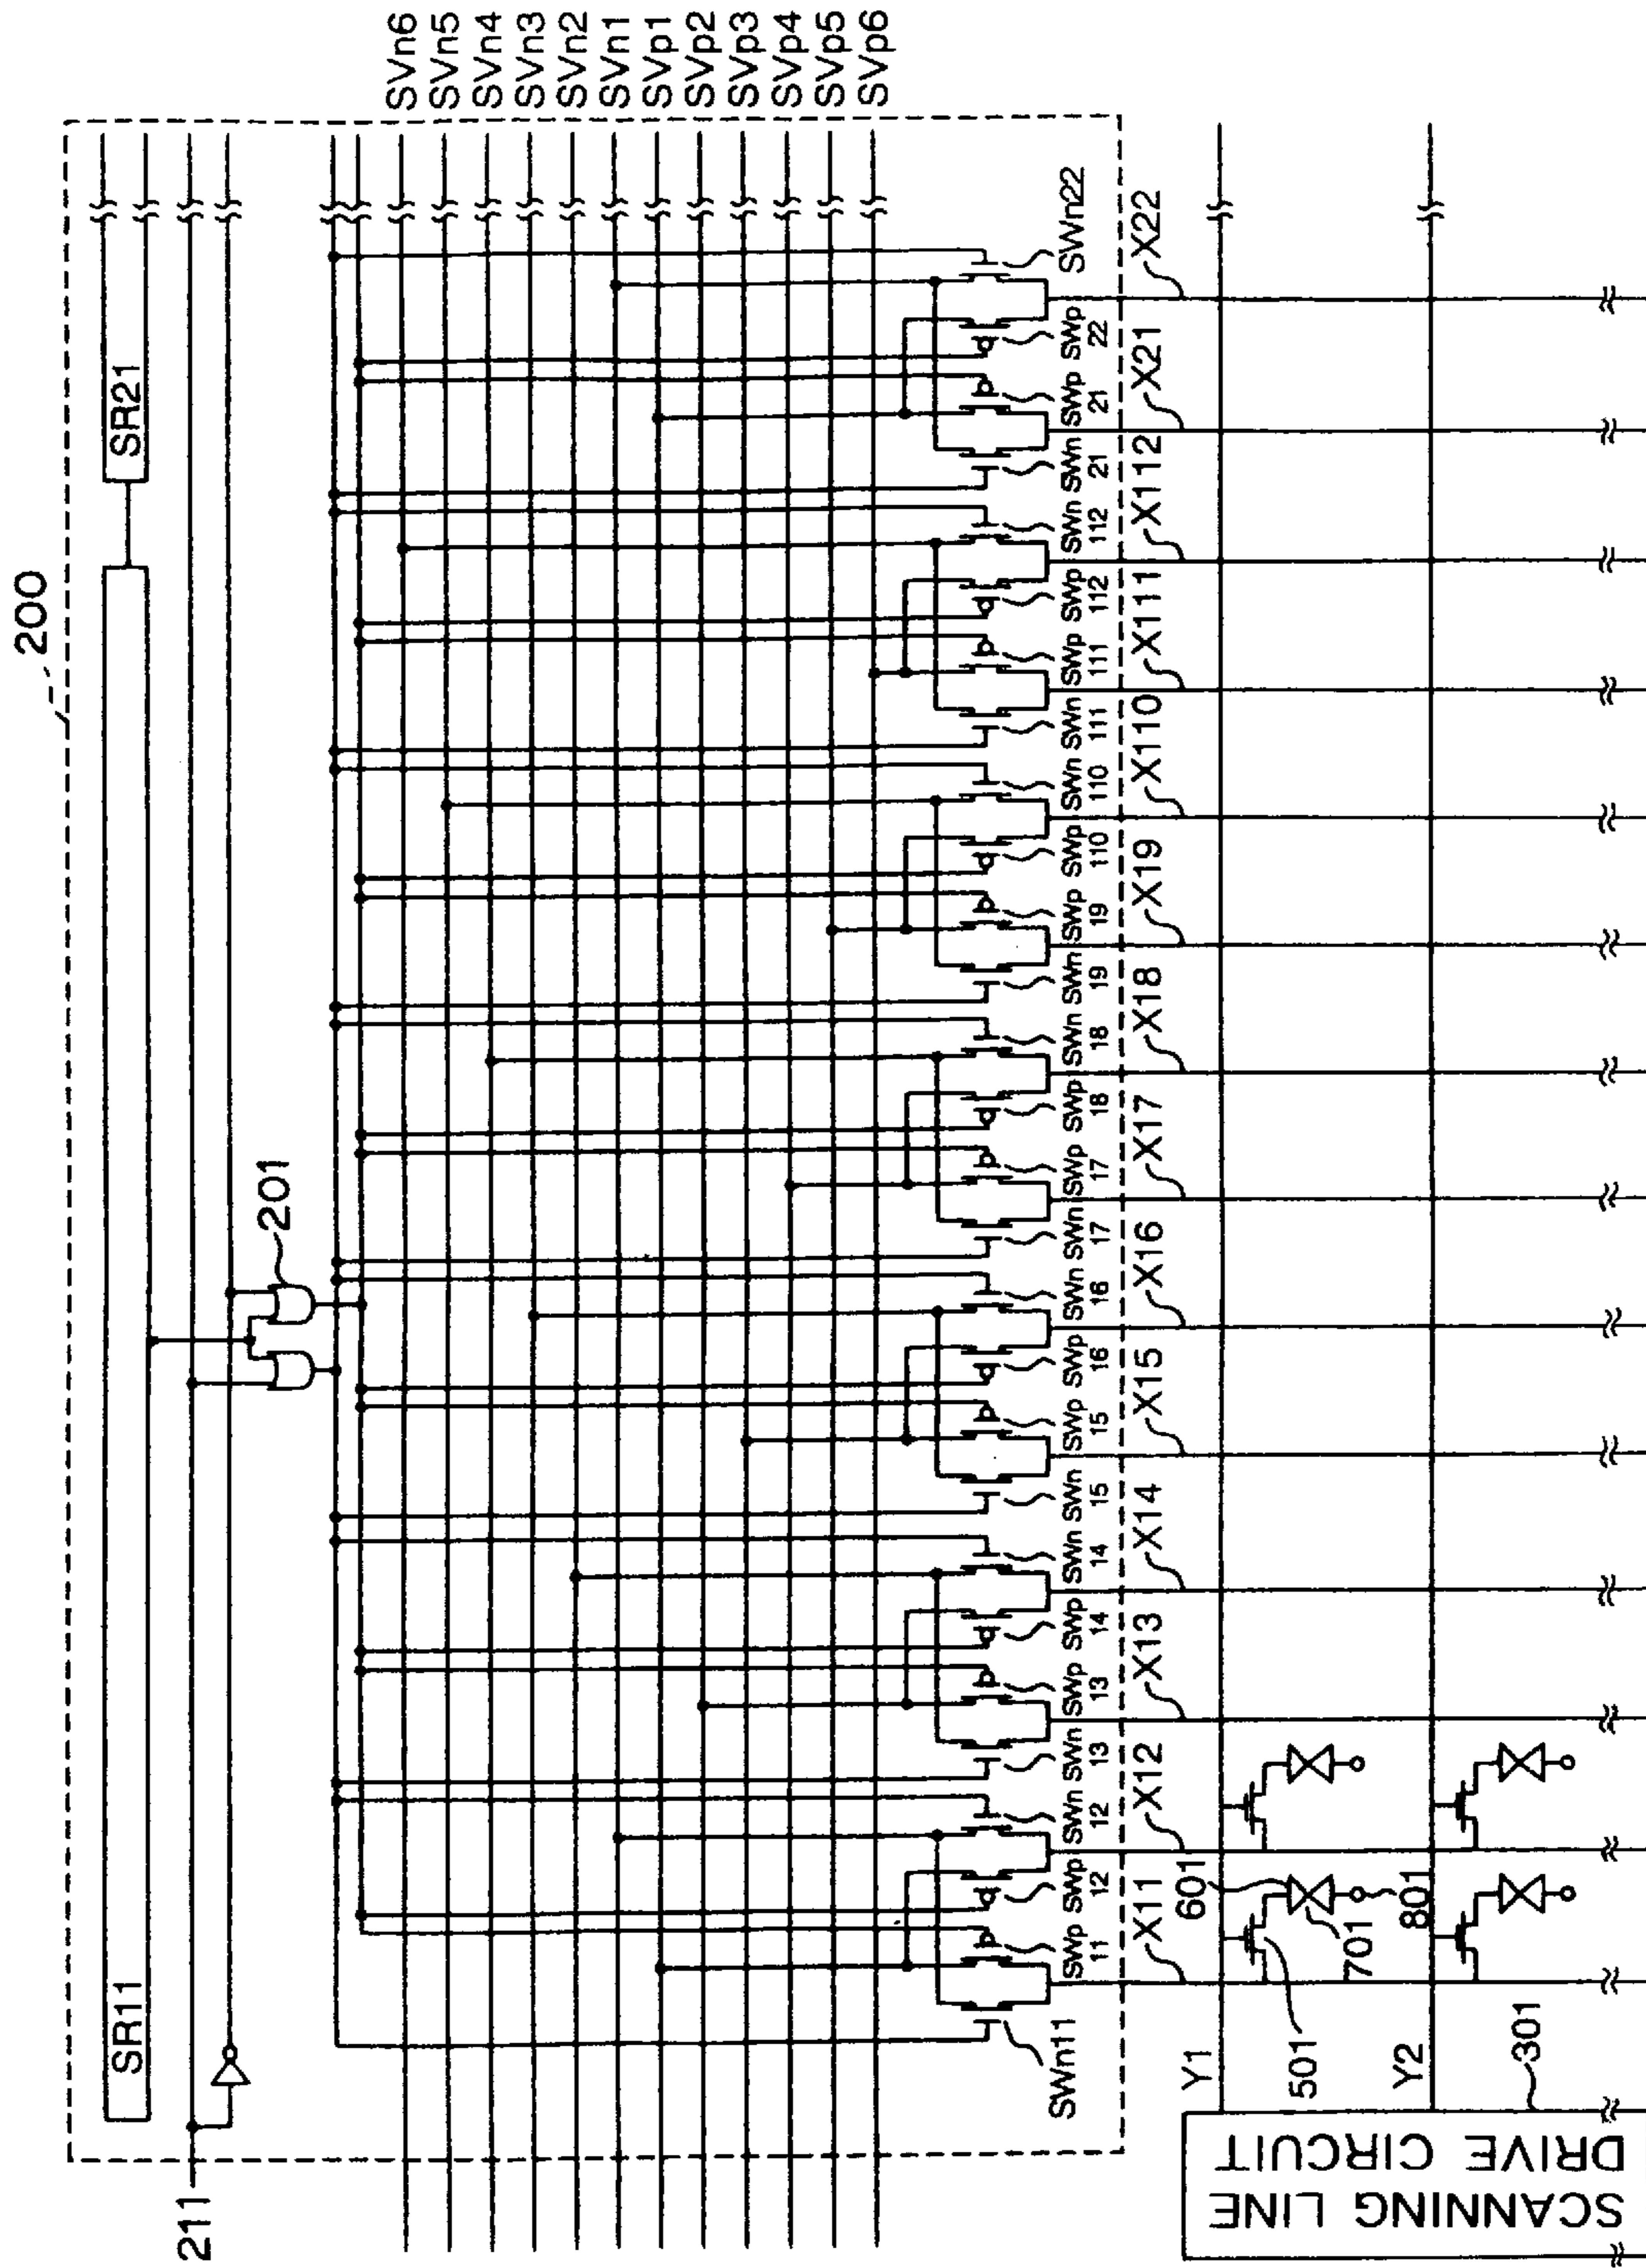 200
SR11
SR21
211
201
SVn6
SVn5
SVn4
SVn3
SVn2
SVn1
SVp1
SVp2
SVp3
SVp4
SVp5
SVp6
SWn11
SWp
11
SWp
12
SWn
12
SWn
13
SWp
13
SWp
14
SWn
14
SWn
15
SWp
15
SWp
16
SWn
16
SWn
17
SWp
17
SWp
18
SWn
18
SWn
19
SWp
19
SWp
110
SWn
110
SWn
111
SWp
111
SWp
112
SWn
112
SWn
21
SWp
21
SWp
22
SWn22
X11
X12
X13
X14
X15
X16
X17
X18
X19
X110
X111
X112
X21
X22
Y1
601
501
701
801
Y2
301
SCANNING LINE
DRIVE CIRCUIT